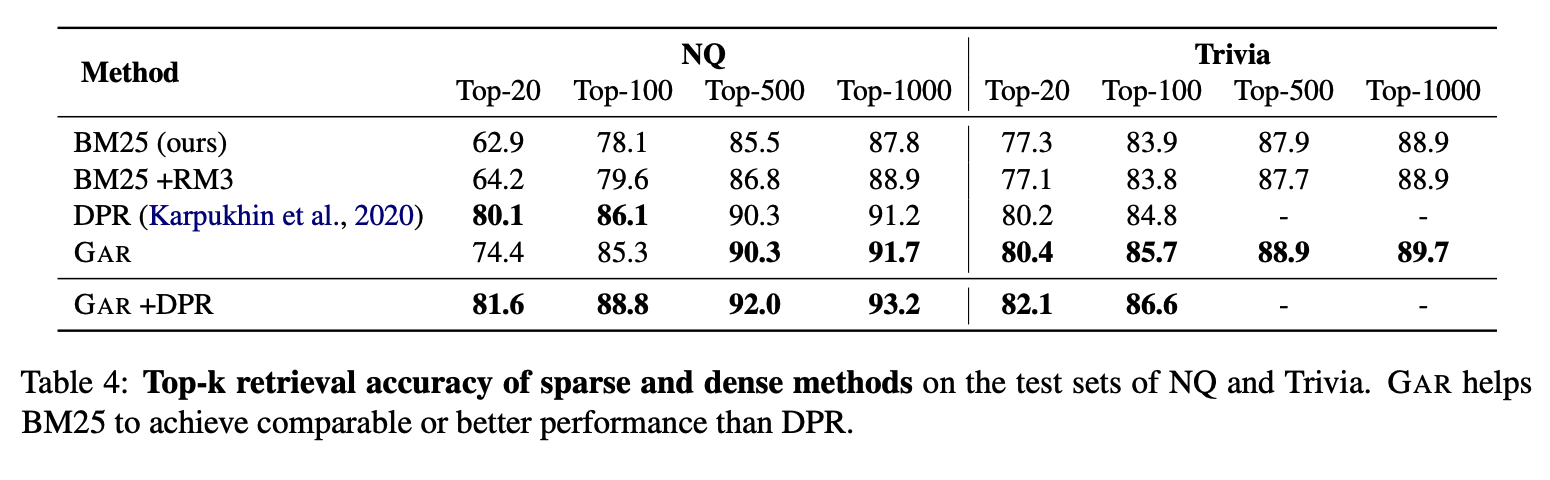 Method NQ Trivia
Top-20 Top-100 Top-500 Top-1000 Top-20 Top-100 Top-500 Top-1000
BM25 (ours) 62.9 78.1 85.5 87.8 77.3 83.9 87.9 88.9
BM25 +RM3 64.2 79.6 86.8 88.9 77.1 83.8 87.7 88.9
DPR (Karpukhin et al., 2020) 80.1 86.1 90.3 91.2 80.2 84.8 - -
GAR 74.4 85.3 90.3 91.7 80.4 85.7 88.9 89.7
GAR +DPR 81.6 88.8 92.0 93.2 82.1 86.6 - -
Table 4: Top-k retrieval accuracy of sparse and dense methods on the test sets of NQ and Trivia. GAR helps
BM25 to achieve comparable or better performance than DPR.